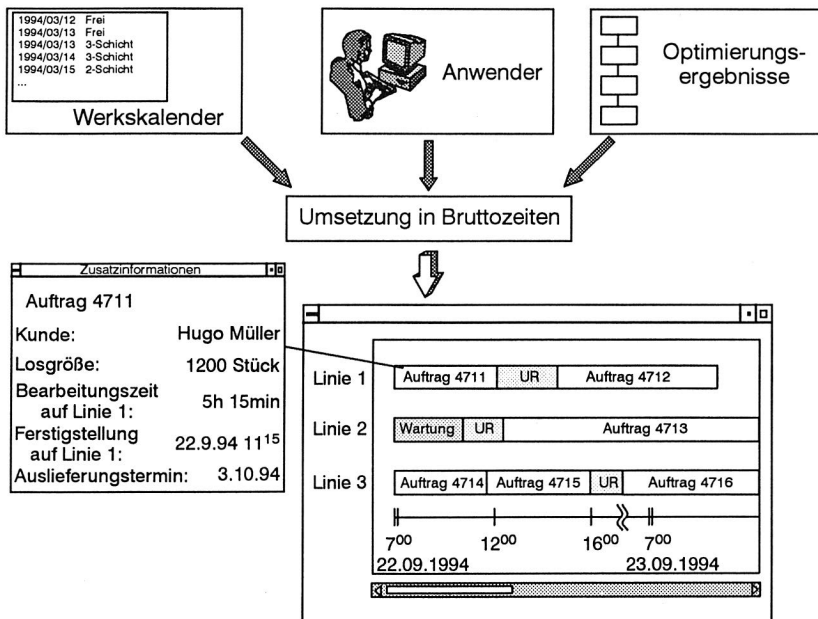 1994/03/12 Frei
1994/03/13 Frei
1994/03/13 3-Schicht
1994/03/14 3-Schicht
1994/03/15 2-Schicht
...
Werkskalender
Anwender
Optimierungs-
ergebnisse
Umsetzung in Bruttozeiten
Zusatzinformationen
Auftrag 4711
Kunde: Hugo Müller
Losgröße: 1200 Stück
Bearbeitungszeit
auf Linie 1: 5h 15min
Ferstigstellung
auf Linie 1: 22.9.94 11¹⁵
Auslieferungstermin: 3.10.94
Linie 1 Auftrag 4711 UR Auftrag 4712
Linie 2 Wartung UR Auftrag 4713
Linie 3 Auftrag 4714 Auftrag 4715 UR Auftrag 4716
7⁰⁰ 12⁰⁰ 16⁰⁰ 7⁰⁰
22.09.1994 23.09.1994